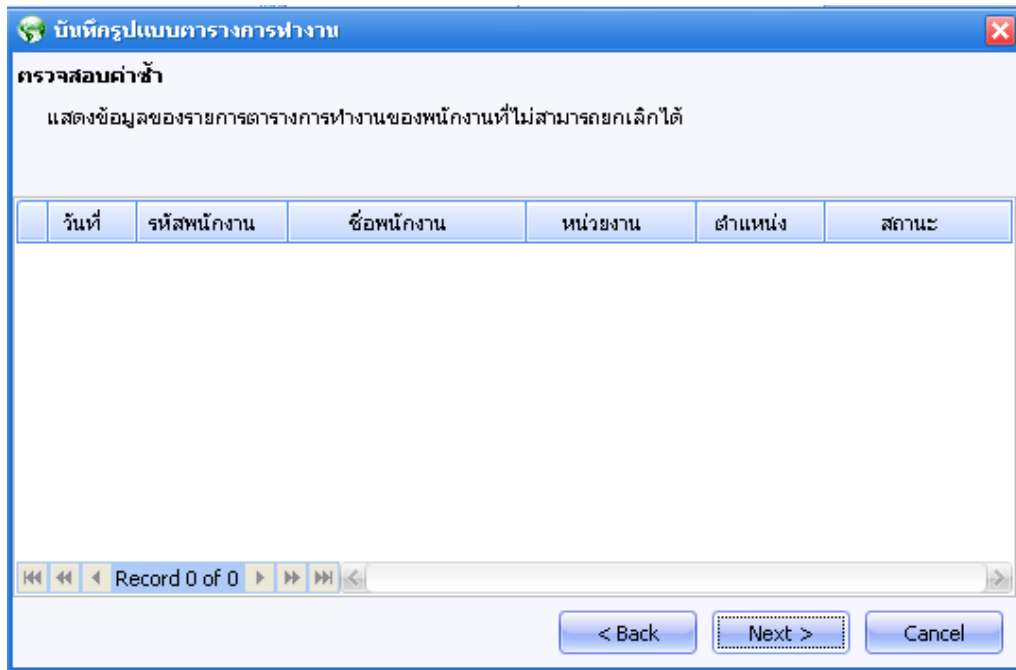 บันทึกรูปแบบตารางการทำงาน
ตรวจสอบค่าซ้ำ
แสดงข้อมูลของรายการตารางการทำงานของพนักงานที่ไม่สามารถยกเลิกได้
วันที่ รหัสพนักงาน ชื่อพนักงาน หน่วยงาน ตำแหน่ง สถานะ
Record 0 of 0
< Back Next > Cancel